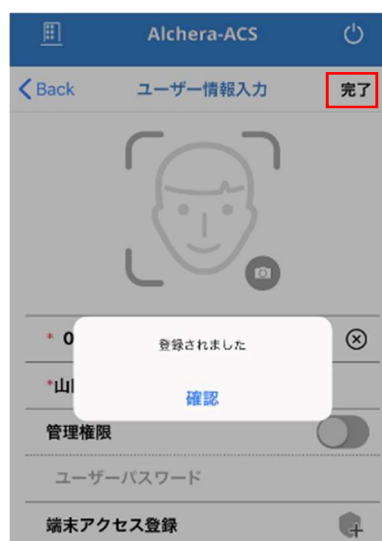 Alchera-ACS
Back ユーザー情報入力 完了
* 0
登録されました
*山
確認
管理権限
ユーザーパスワード
端末アクセス登録